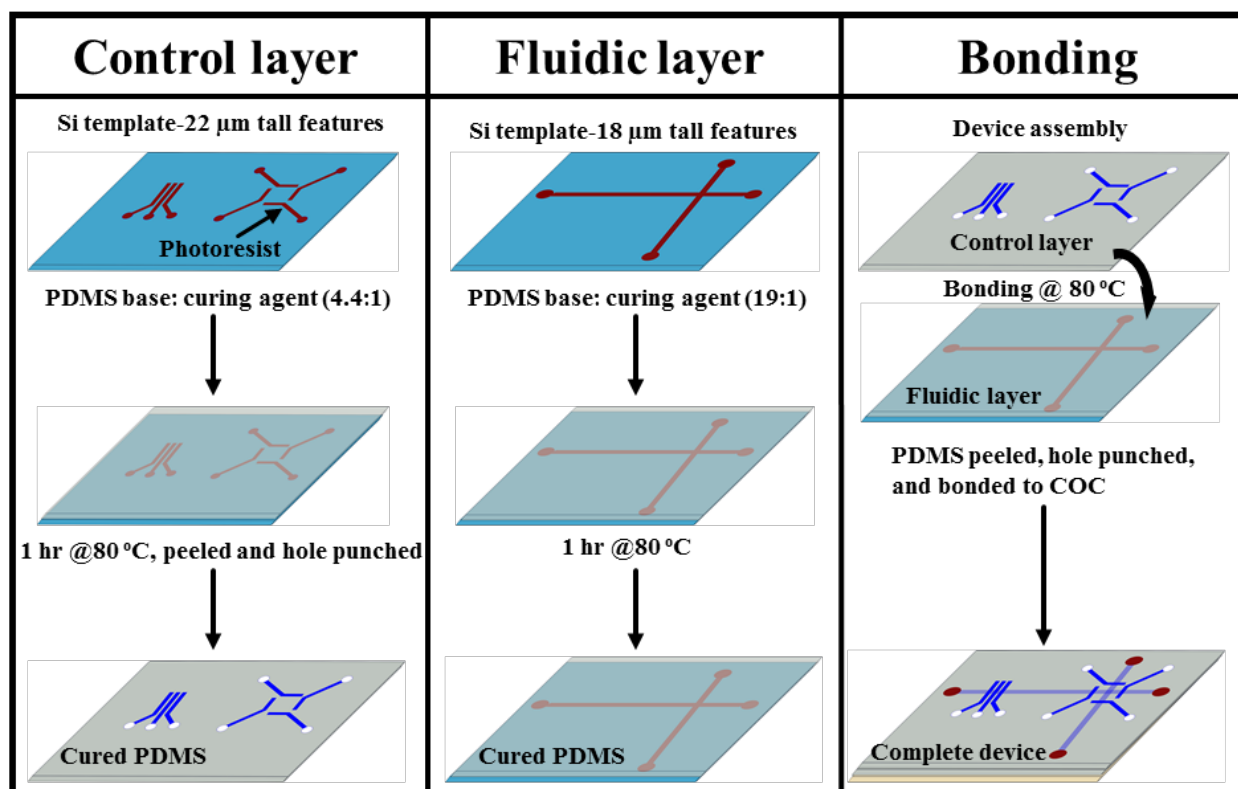 Control layer
Si template-22 μm tall features
Photoresist
PDMS base: curing agent (4.4:1)
1 hr @80 ºC, peeled and hole punched
Cured PDMS
Fluidic layer
Si template-18 μm tall features
PDMS base: curing agent (19:1)
1 hr @80 ºC
Cured PDMS
Bonding
Device assembly
Control layer
Bonding @ 80 ºC
Fluidic layer
PDMS peeled, hole punched,
and bonded to COC
Complete device